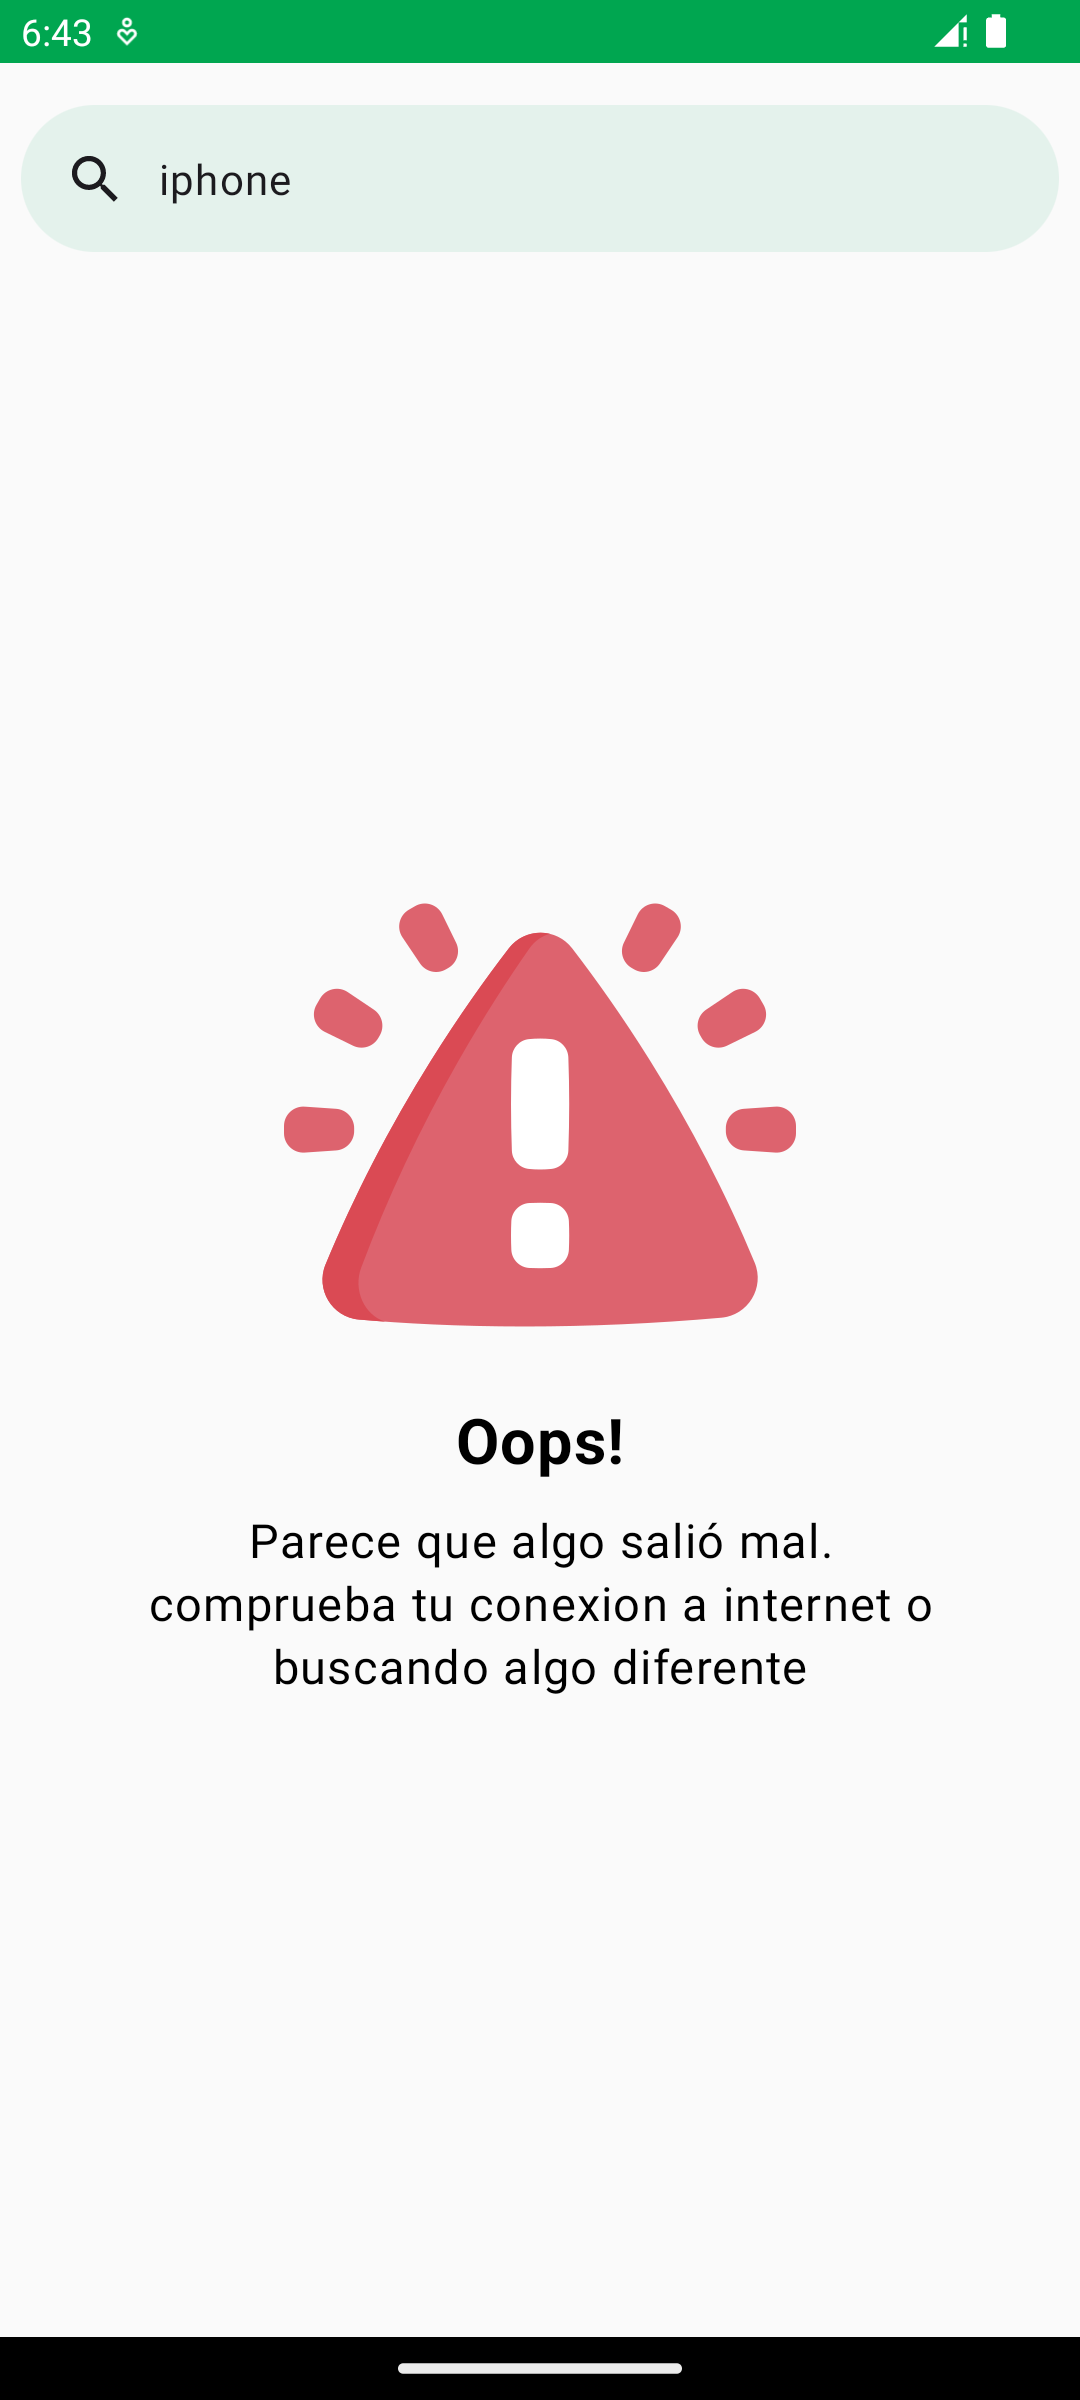 6:43
iphone
Oops!
Parece que algo salió mal.
comprueba tu conexion a internet o
buscando algo diferente